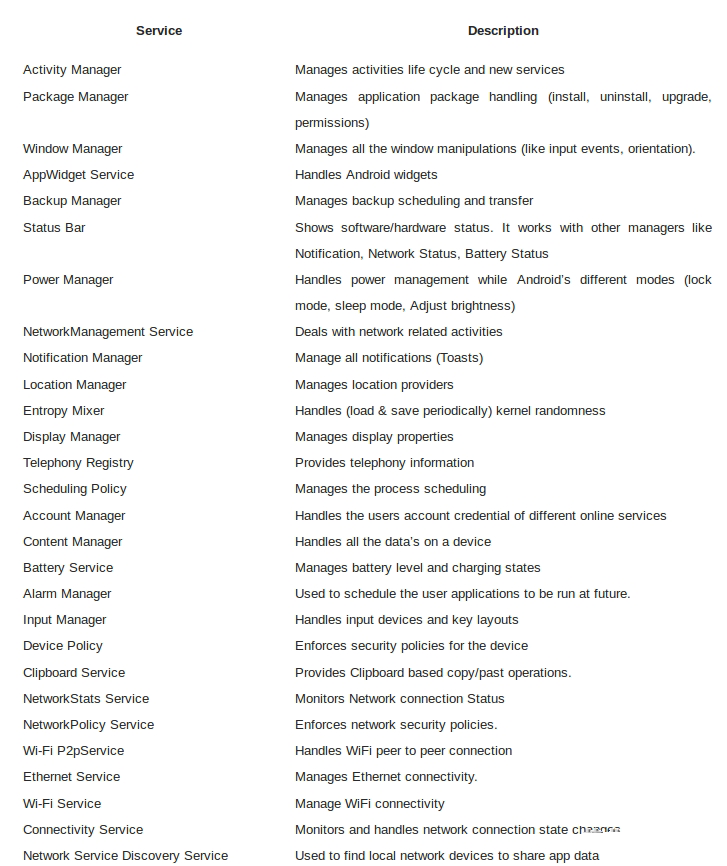 Service Description
Activity Manager Manages activities life cycle and new services
Package Manager Manages application package handling (install, uninstall, upgrade,
permissions)
Window Manager Manages all the window manipulations (like input events, orientation).
AppWidget Service Handles Android widgets
Backup Manager Manages backup scheduling and transfer
Status Bar Shows software/hardware status. It works with other managers like
Notification, Network Status, Battery Status
Power Manager Handles power management while Android's different modes (lock
mode, sleep mode, Adjust brightness)
NetworkManagement Service Deals with network related activities
Notification Manager Manage all notifications (Toasts)
Location Manager Manages location providers
Entropy Mixer Handles (load & save periodically) kernel randomness
Display Manager Manages display properties
Telephony Registry Provides telephony information
Scheduling Policy Manages the process scheduling
Account Manager Handles the users account credential of different online services
Content Manager Handles all the data's on a device
Battery Service Manages battery level and charging states
Alarm Manager Used to schedule the user applications to be run at future.
Input Manager Handles input devices and key layouts
Device Policy Enforces security policies for the device
Clipboard Service Provides Clipboard based copy/past operations.
NetworkStats Service Monitors Network connection Status
NetworkPolicy Service Enforces network security policies.
Wi-Fi P2pService Handles WiFi peer to peer connection
Ethernet Service Manages Ethernet connectivity.
Wi-Fi Service Manage WiFi connectivity
Connectivity Service Monitors and handles network connection state
Network Service Discovery Service Used to find local network devices to share app data